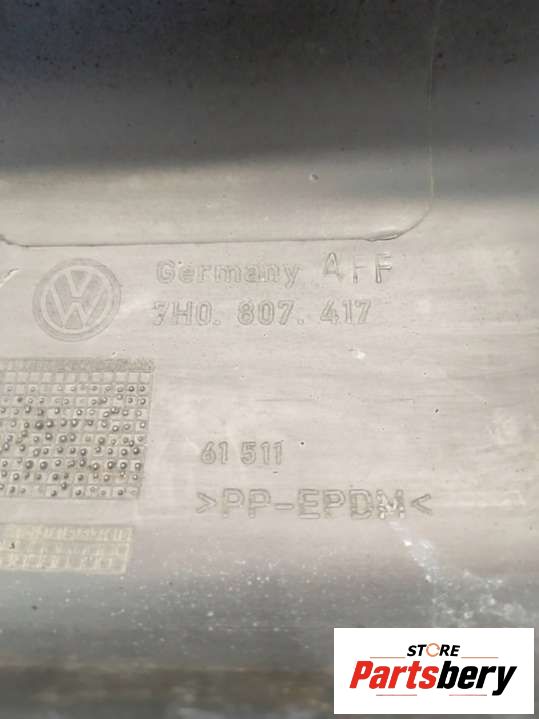 Germany AFF
7H0. 807. 417
61 511
>PP-EPDM<
STORE
Partsbery